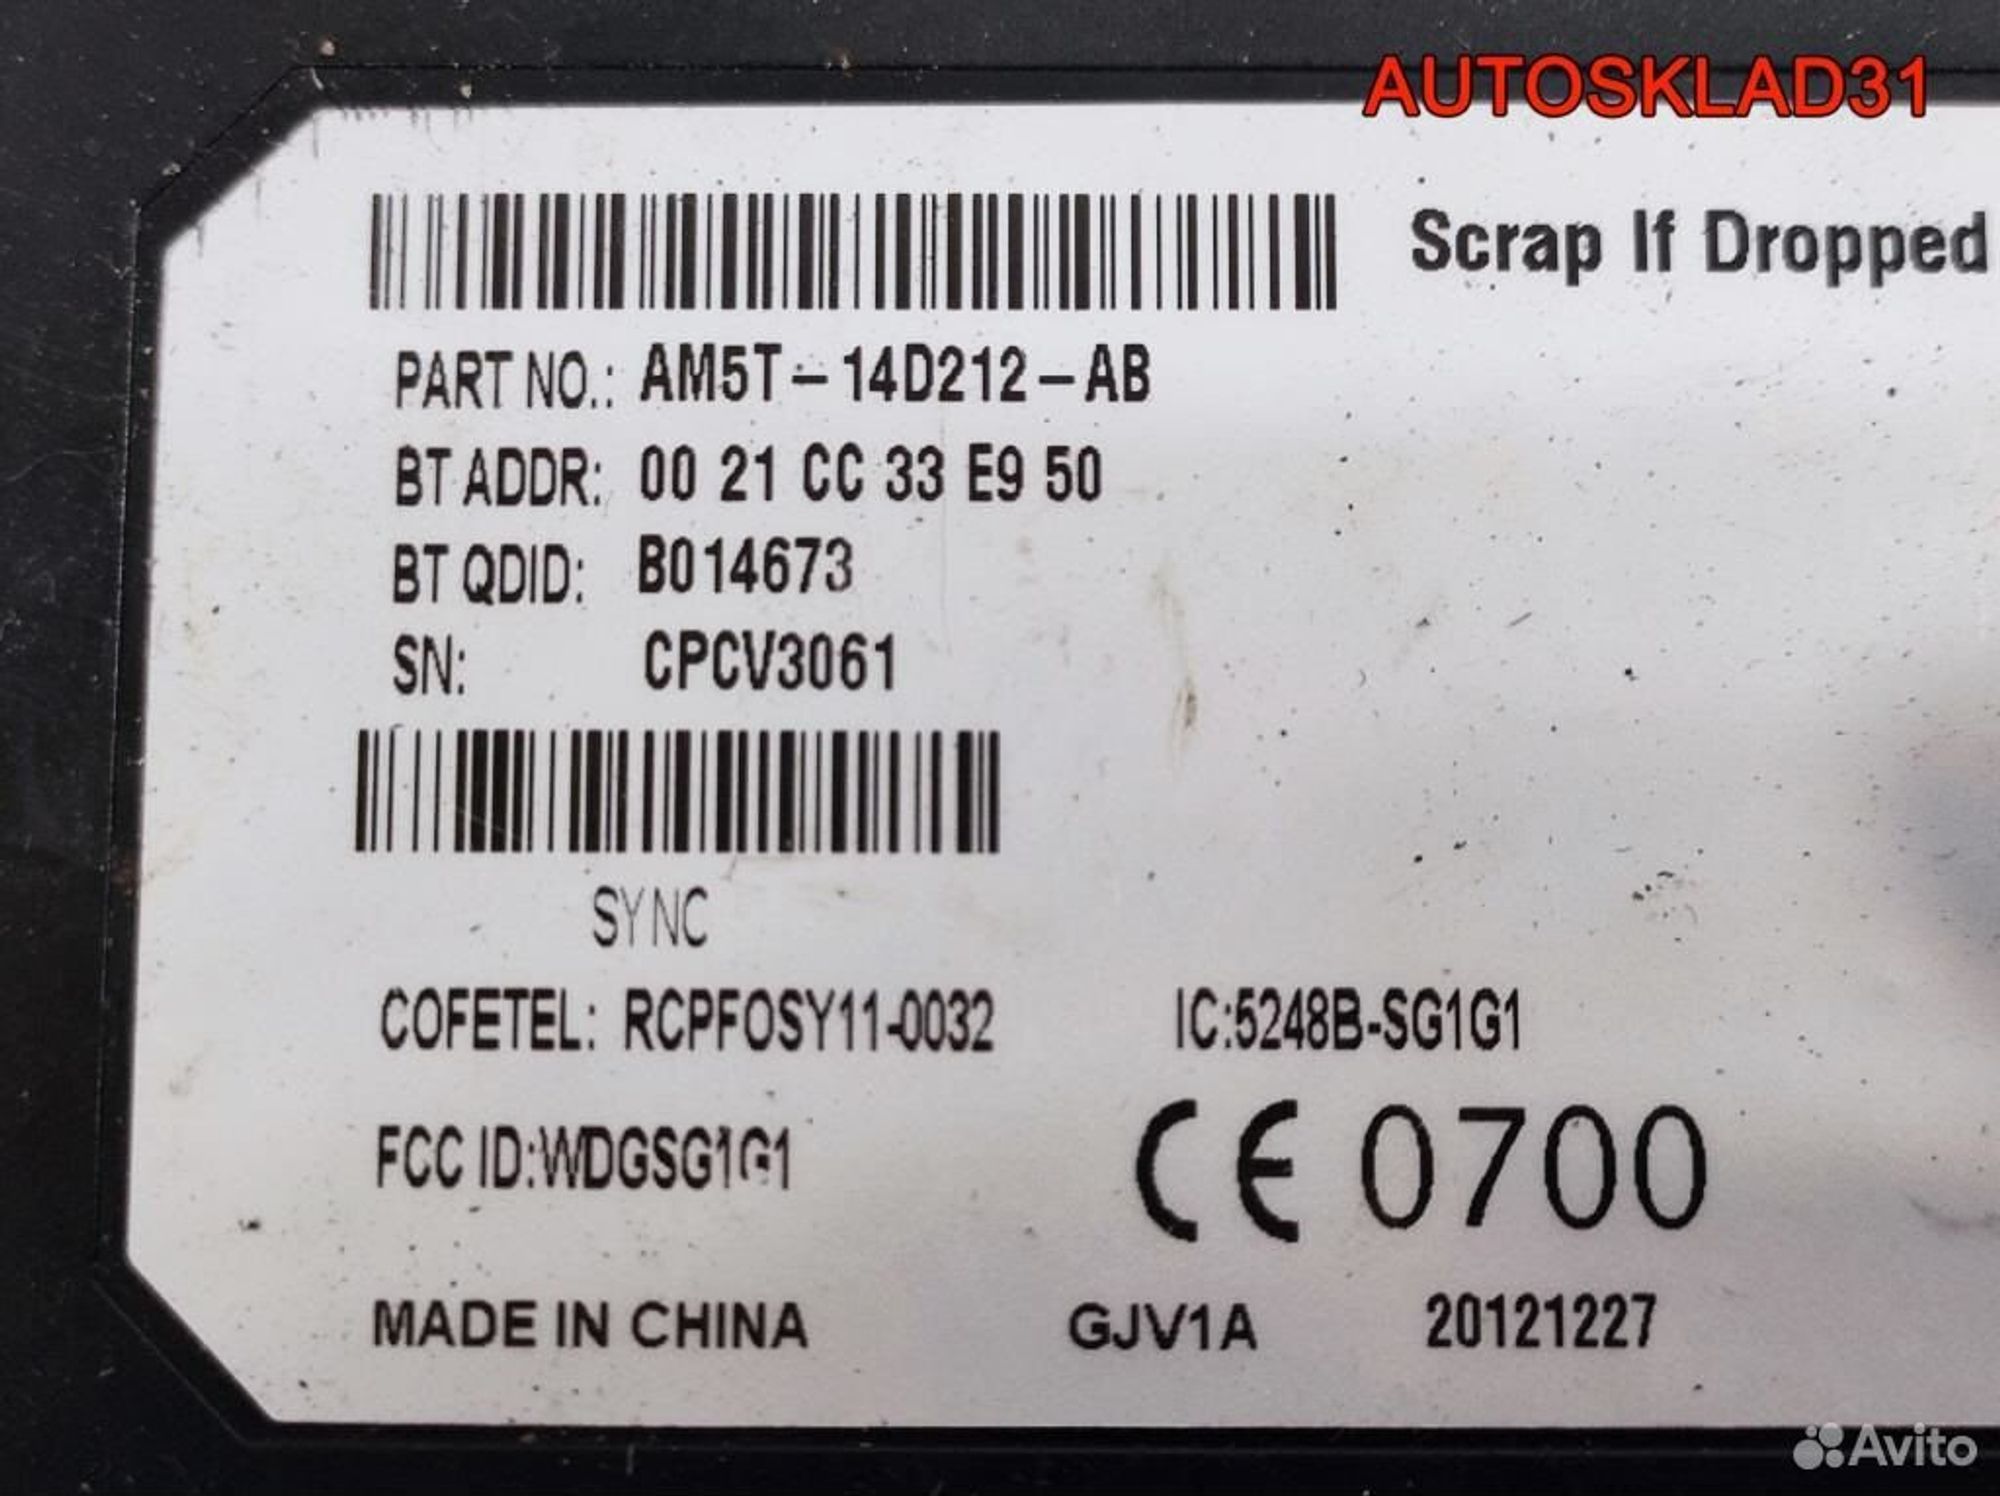 AUTOSKLAD31
Scrap If Dropped
PART NO.: AM5T-14D212-AB
BT ADDR: 00 21 CC 33 E9 50
BT QDID: B014673
SN: CPCV3061
SYNC
COFETEL: RCPFOSY11-0032 IC:5248B-SG1G1
FCC ID:WDGSG1G1 CE 0700
MADE IN CHINA GJV1A 20121227
Avito